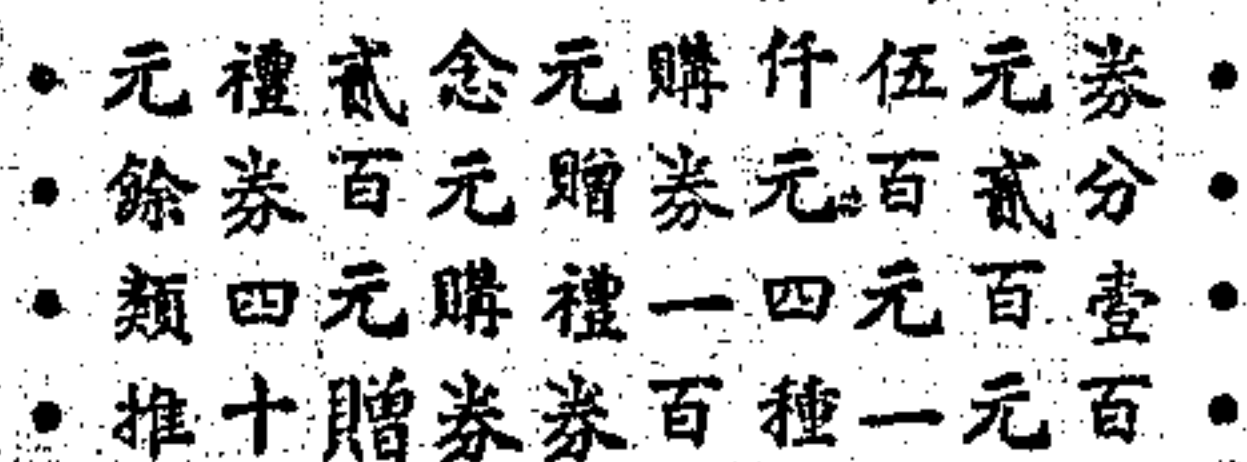 券分壹百
元貳百元
伍百元一
仟元四種
購券一百
元贈禮券
念元購券
貳百元贈
禮券四十
元餘類推